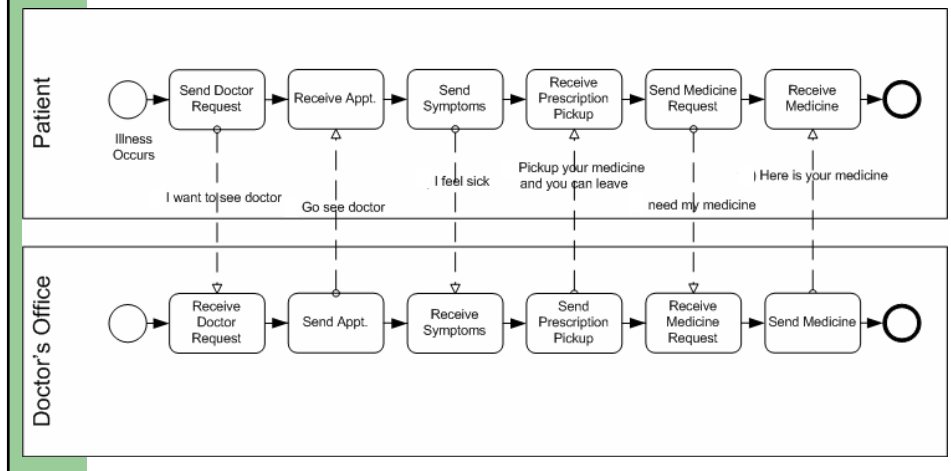 Patient
Illness
Occurs
Send Doctor
Request
Receive Appt.
Send
Symptoms
Receive
Prescription
Pickup
Send Medicine
Request
Receive
Medicine
I want to see doctor
Go see doctor
I feel sick
Pickup your medicine
and you can leave
need my medicine
) Here is your medicine
Doctor's Office
Receive
Doctor
Request
Send Appt.
Receive
Symptoms
Send
Prescription
Pickup
Receive
Medicine
Request
Send Medicine